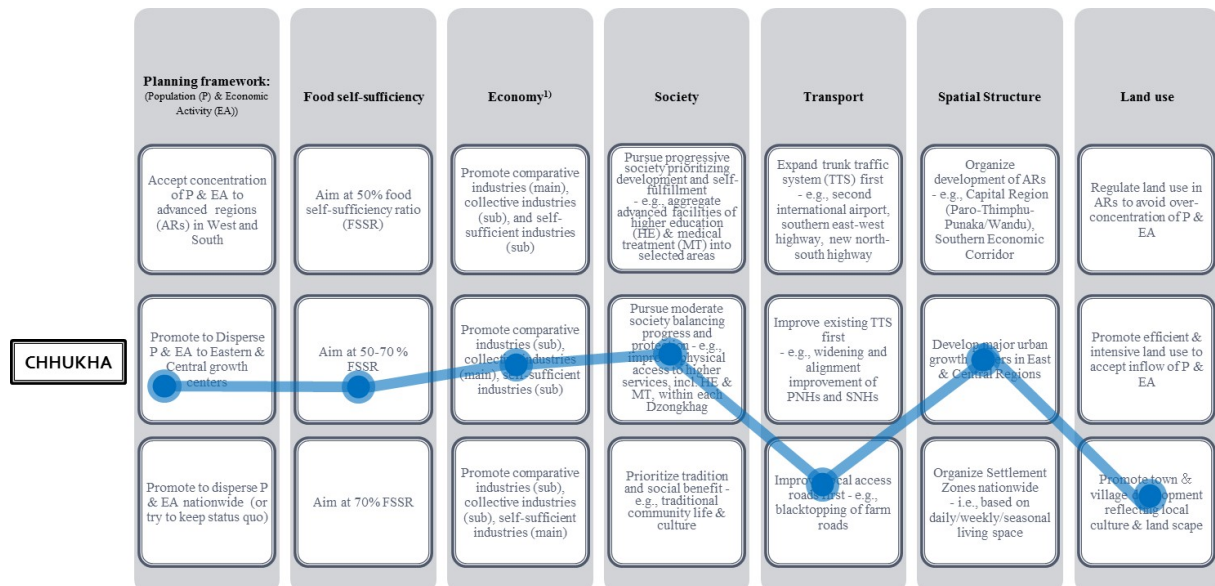 Planning framework:
(Population (P) & Economic
Activity (EA))
Food self-sufficiency
Economy1)
Society
Transport
Spatial Structure
Land use
Accept concentration
of P & EA to
advanced regions
(ARs) in West and
South
Aim at 50% food
self-sufficiency ratio
(FSSR)
Promote comparative
industries (main),
collective industries
(sub), and self-
sufficient industries
(sub)
Pursue progressive
society prioritizing
development and self-
fulfillment
- e.g., aggregate
advanced facilities of
higher education
(HE) & medical
treatment (MT) into
selected areas
Expand trunk traffic
system (TTS) first
- e.g., second
international airport,
southern east-west
highway, new north-
south highway
Organize
development of ARs
- e.g., Capital Region
(Paro-Thimphu-
Punaka/Wandu),
Southern Economic
Corridor
Regulate land use in
ARs to avoid over-
concentration of P &
EA
CHHUKHA
Promote to Disperse
P & EA to Eastern &
Central growth
centers
Aim at 50-70 %
FSSR
Promote comparative
industries (sub),
collective industries
(main), self-sufficient
industries (sub)
Pursue moderate
society balancing
progress and
protection - e.g.,
improve physical
access to higher
services, incl. HE &
MT, within each
Dzongkhag
Improve existing TTS
first
- e.g., widening and
alignment
improvement of
PNHs and SNHs
Develop major urban
growth centers in East
& Central Regions
Promote efficient &
intensive land use to
accept inflow of P &
EA
Promote to disperse P
& EA nationwide (or
try to keep status quo)
Aim at 70% FSSR
Promote comparative
industries (sub),
collective industries
(sub), self-sufficient
industries (main)
Prioritize tradition
and social benefit -
e.g., traditional
community life &
culture
Improve local access
roads first - e.g.,
blacktopping of farm
roads
Organize Settlement
Zones nationwide
- i.e., based on
daily/weekly/seasonal
living space
Promote town &
village development
reflecting local
culture & land scape